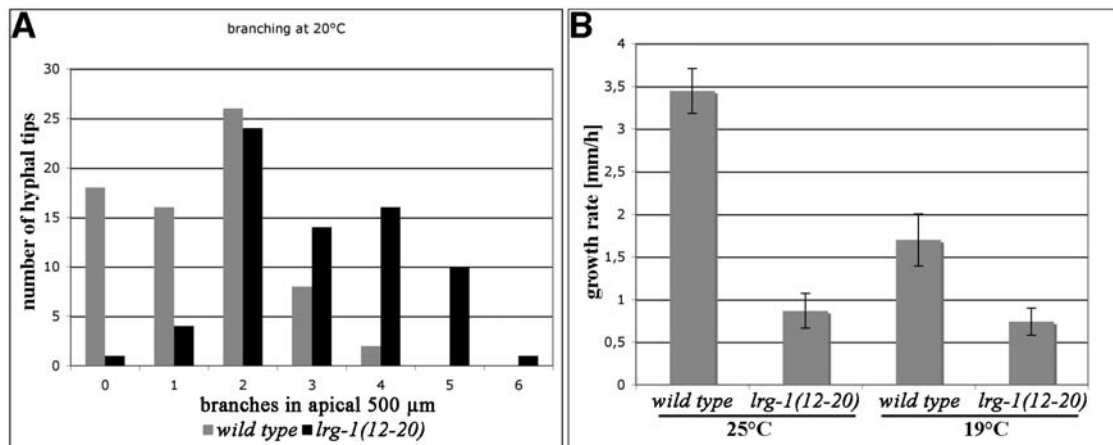 A
branching at 20°C
number of hyphal tips
30
25
20
15
10
5
0
0 1 2 3 4 5 6
branches in apical 500 µm
wild type lrg-1(12-20)
B
growth rate [mm/h]
4
3,5
3
2,5
2
1,5
1
0,5
0
wild type lrg-1(12-20) wild type lrg-1(12-20)
25°C 19°C